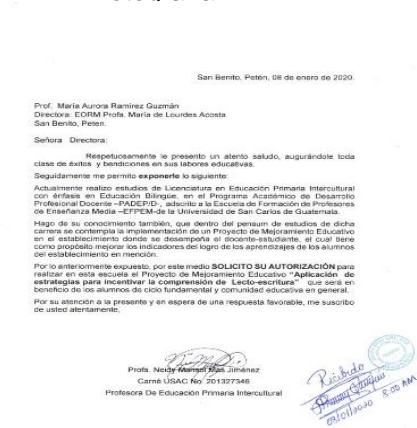 San Benito, Petén, 08 de enero de 2020.
Prof. María Aurora Ramírez Guzmán
Directora: EORM Profa. María de Lourdes Acosta
San Benito, Peten.
Señora Directora:
Respetuosamente le presento un atento saludo, augurándole toda
clase de éxitos y bendiciones en sus labores educativas.
Seguidamente me permito exponerle lo siguiente:
Actualmente realizo estudios de Licenciatura en Educación Primaria Intercultural
con énfasis en Educación Bilingüe, en el Programa Académico de Desarrollo
Profesional Docente –PADEP/D-, adscrito a la Escuela de Formación de Profesores
de Enseñanza Media –EFPEM-de la Universidad de San Carlos de Guatemala.
Hago de su conocimiento también, que dentro del pensum de estudios de dicha
carrera se contempla la implementación de un Proyecto de Mejoramiento Educativo
en el establecimiento donde se desempeña el docente-estudiante, el cual tiene
como propósito mejorar los indicadores del logro de los aprendizajes de los alumnos
del establecimiento en mención.
Por lo anteriormente expuesto, por este medio SOLICITO SU AUTORIZACIÓN para
realizar en esta escuela el Proyecto de Mejoramiento Educativo "Aplicación de
estrategias para incentivar la comprensión de Lecto-escritura" que será en
beneficio de los alumnos de ciclo fundamental y comunidad educativa en general.
Por su atención a la presente y en espera de una respuesta favorable, me suscribo
de usted atentamente,
Profa. Neidy Marisol Mas Jiménez
Carné USAC No. 201327346
Profesora De Educación Primaria Intercultural
Recibido
8:00 AM